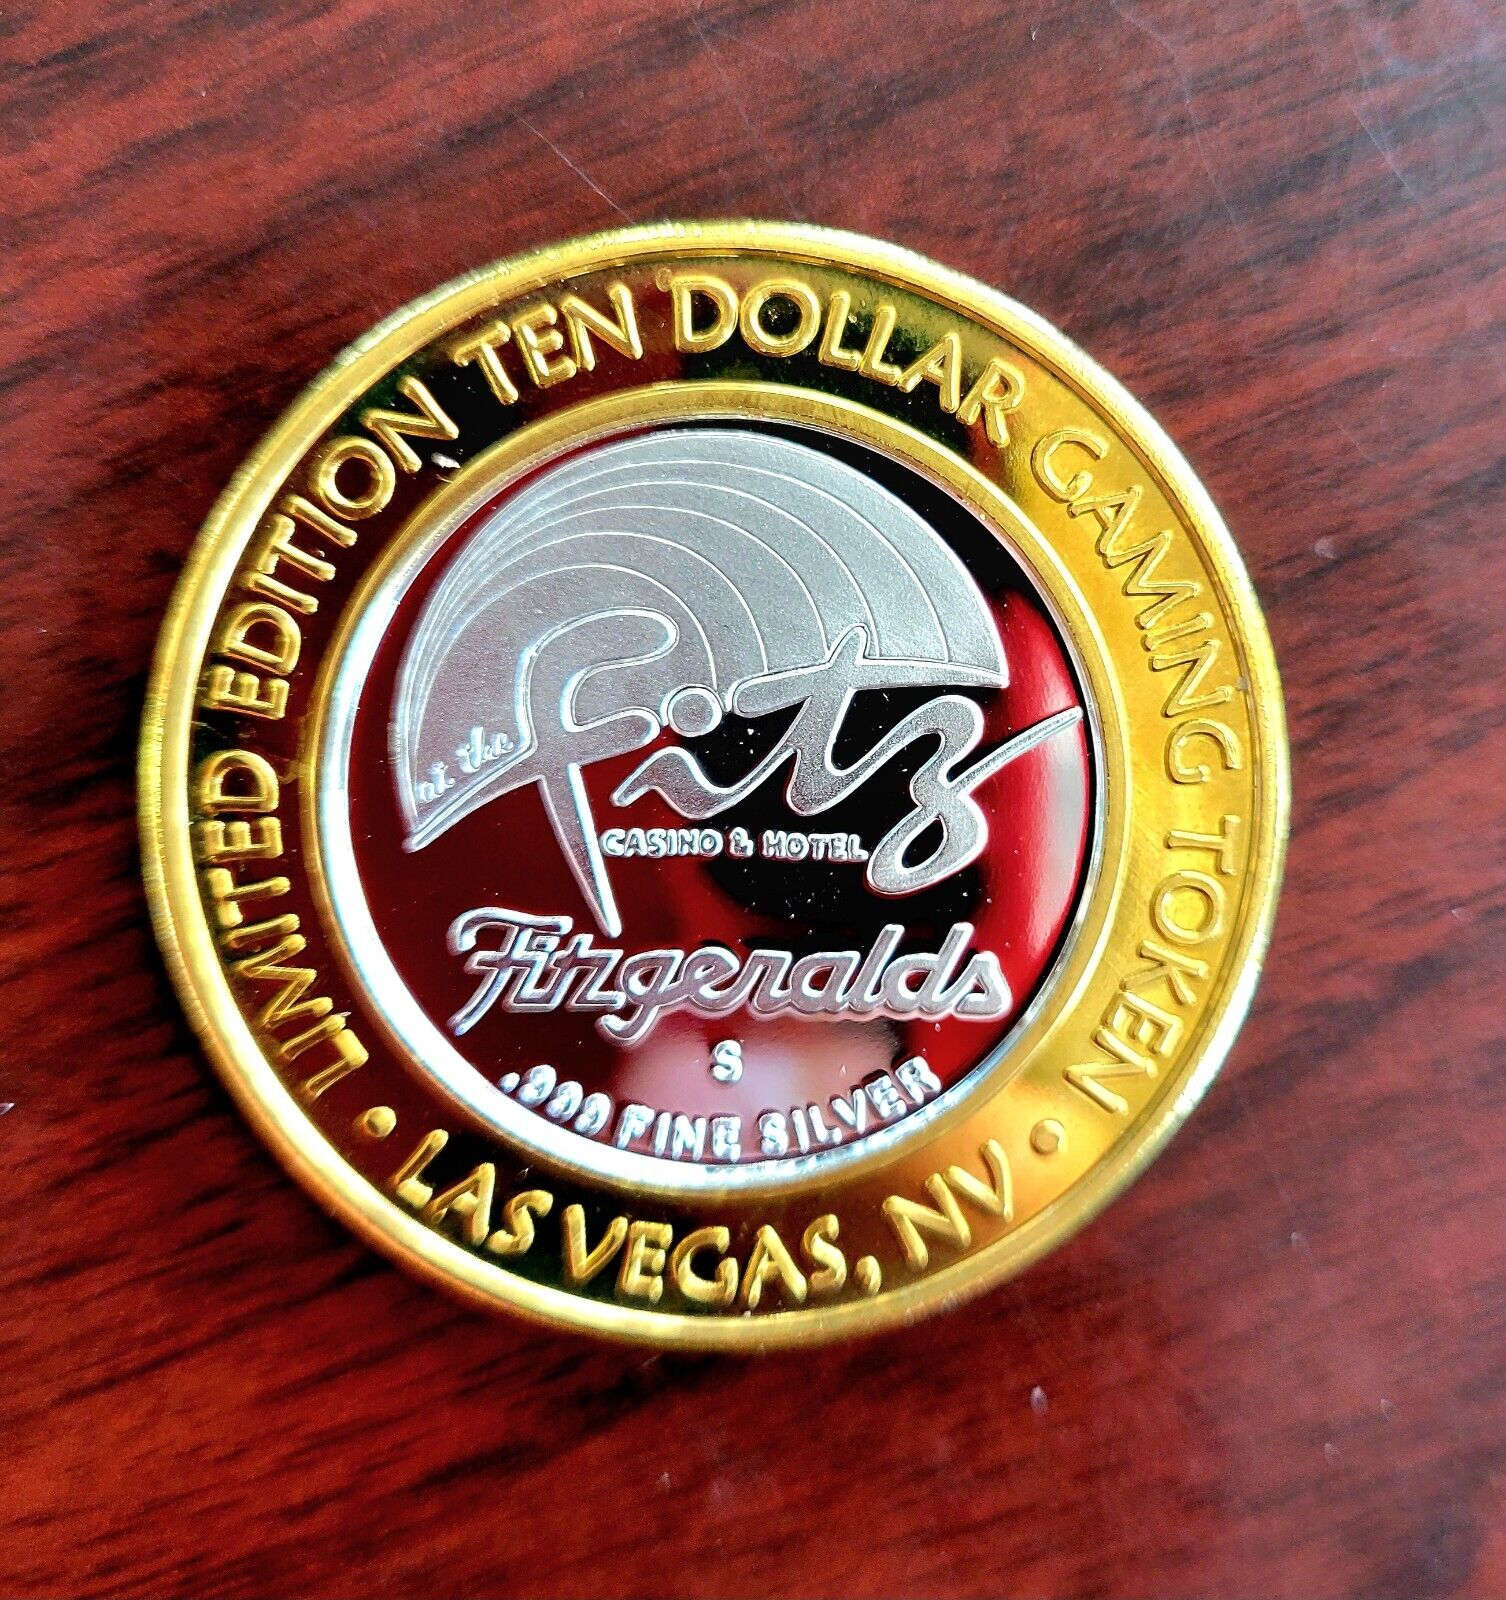 LIMITED EDITION TEN DOLLAR GAMING TOKEN
at the
Fitz
CASINO & HOTEL
Fitzgeralds
S
.999 FINE SILVER
• LAS VEGAS, NV •